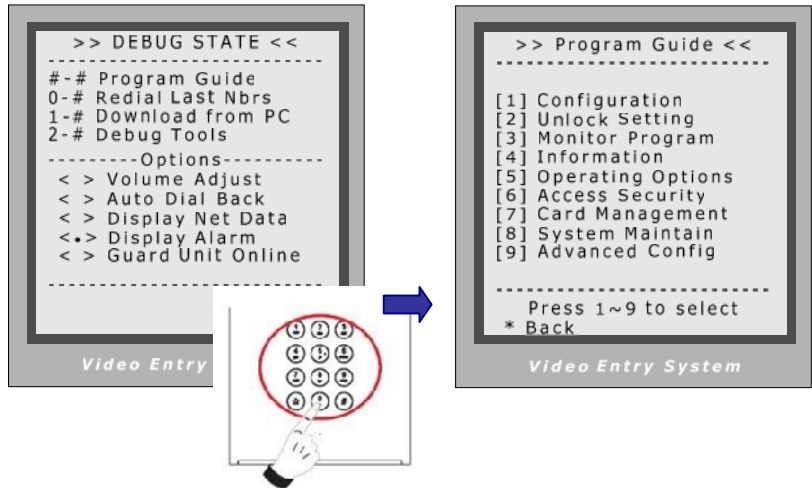 >> DEBUG STATE <<
#-# Program Guide
0-# Redial Last Nbrs
1-# Download from PC
2-# Debug Tools
---------Options---------
< > Volume Adjust
< > Auto Dial Back
< > Display Net Data
<•> Display Alarm
< > Guard Unit Online
Video Entry
>> Program Guide <<
[1] Configuration
[2] Unlock Setting
[3] Monitor Program
[4] Information
[5] Operating Options
[6] Access Security
[7] Card Management
[8] System Maintain
[9] Advanced Config
Press 1~9 to select
* Back
Video Entry System